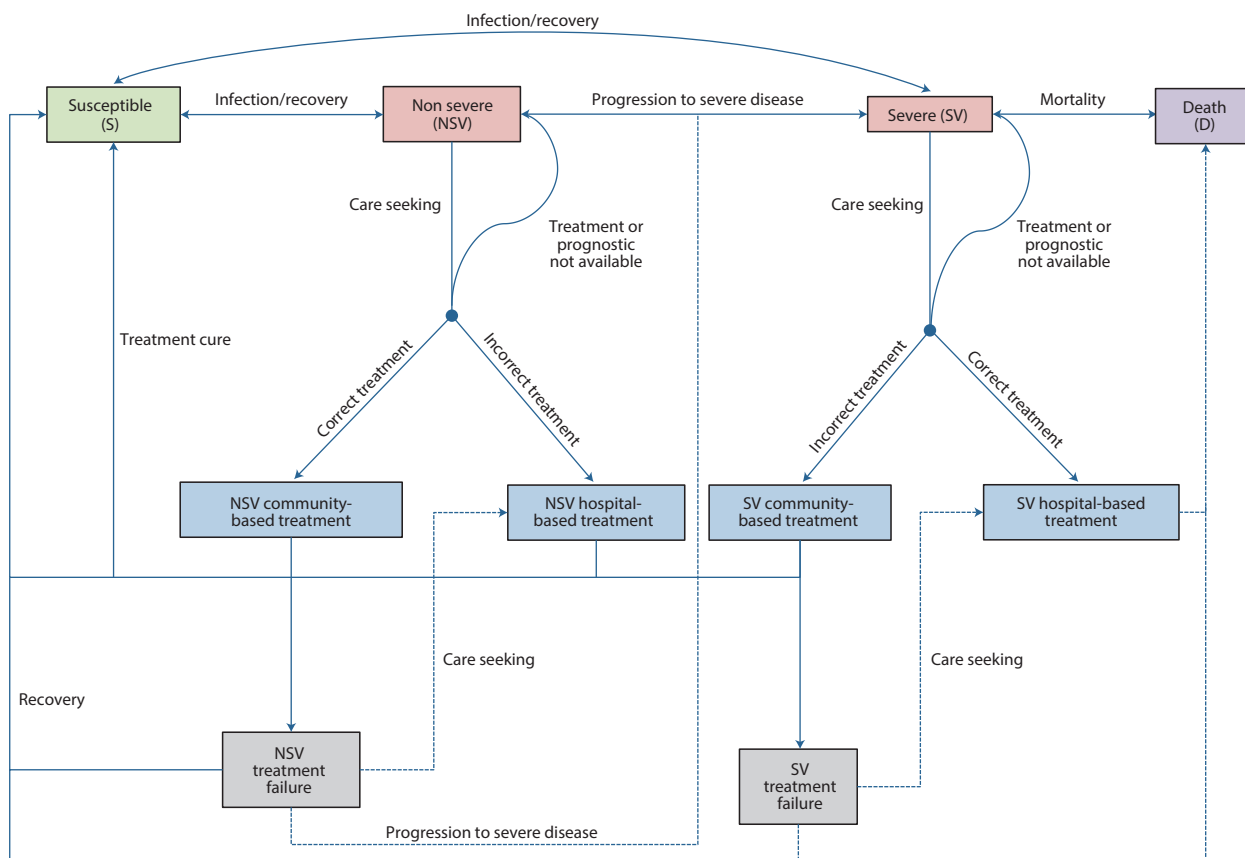 Infection/recovery
Susceptible
(S)
Infection/recovery
Non severe
(NSV)
Progression to severe disease
Severe (SV)
Mortality
Death
(D)
Care seeking
Treatment or
prognostic
not available
Care seeking
Treatment or
prognostic
not available
Treatment cure
Correct treatment
Incorrect treatment
Incorrect treatment
Correct treatment
NSV community-
based treatment
NSV hospital-
based treatment
SV community-
based treatment
SV hospital-based
treatment
Care seeking
Care seeking
Recovery
NSV
treatment
failure
SV
treatment
failure
Progression to severe disease